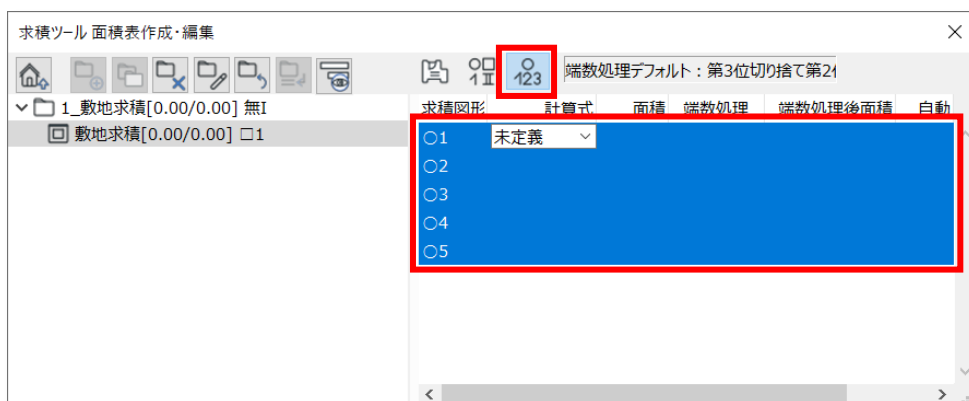 求積ツール 面積表作成・編集
123 端数処理デフォルト：第3位切り捨て第2
1_敷地求積[0.00/0.00] 無I
敷地求積[0.00/0.00] □1
求積図形 計算式 面積 端数処理 端数処理後面積 自動
○1 未定義
○2
○3
○4
○5